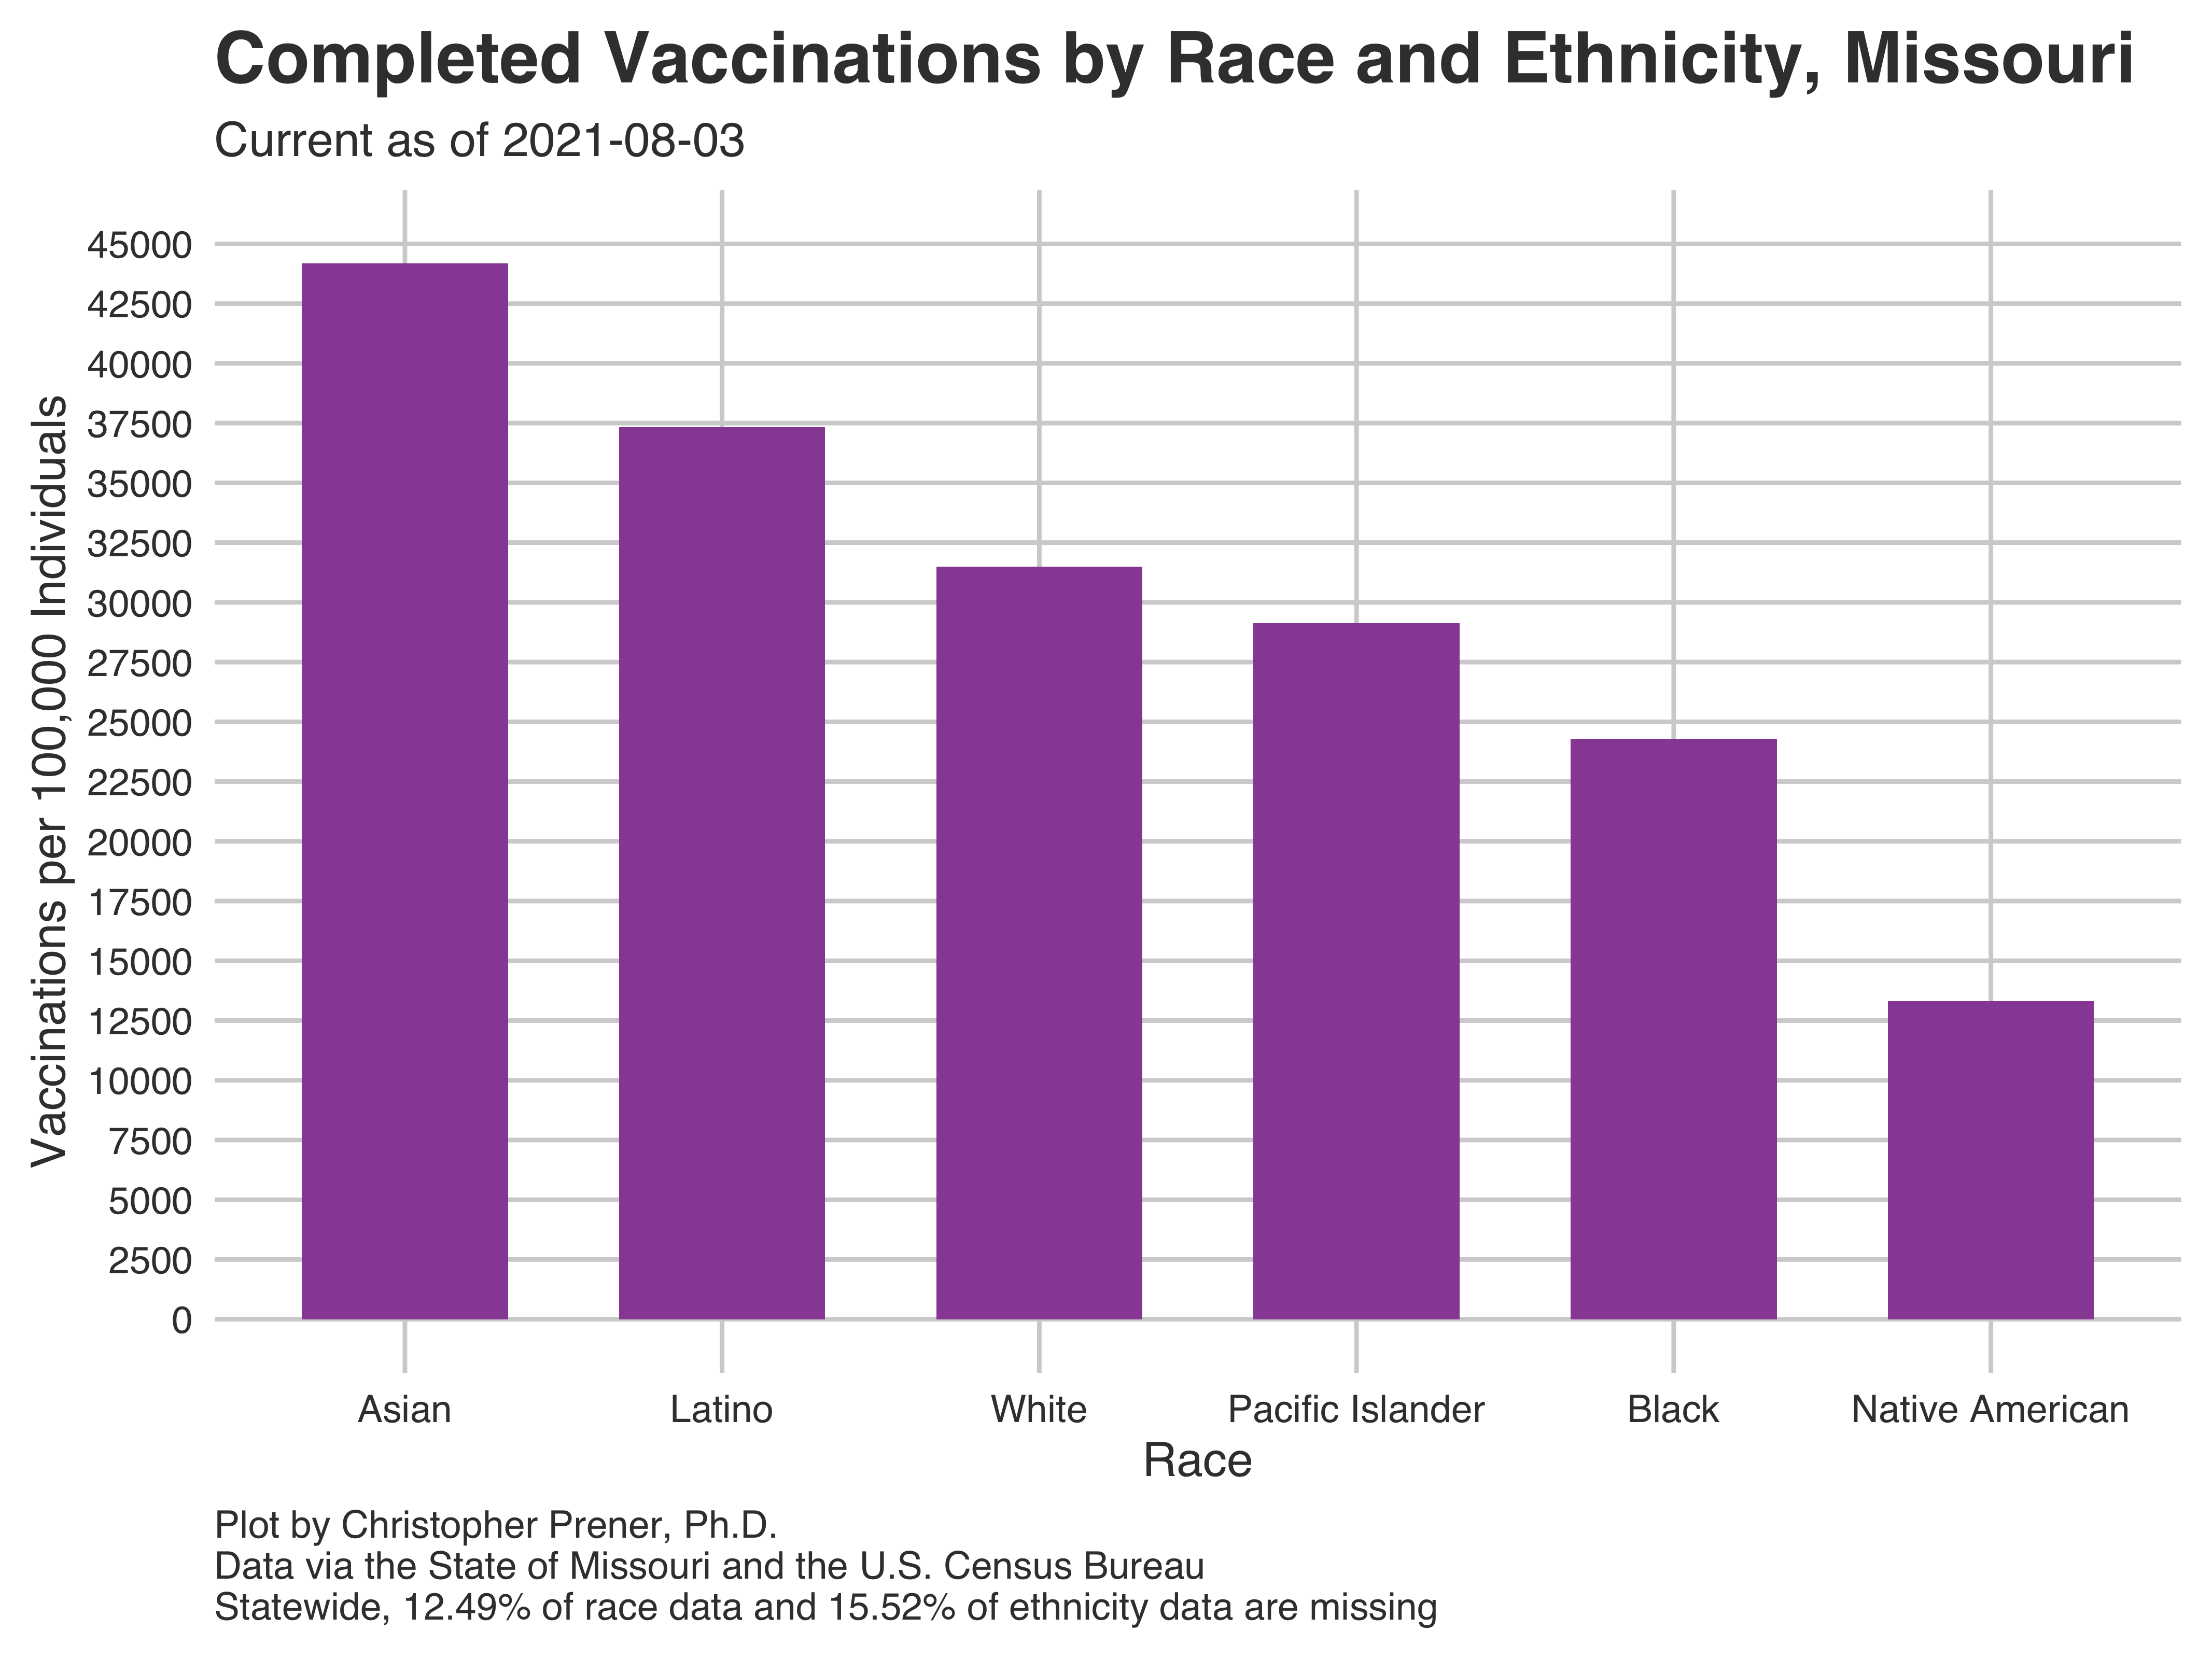 Completed Vaccinations by Race and Ethnicity, Missouri
Current as of 2021-08-03
Vaccinations per 100,000 Individuals
45000
42500
40000
37500
35000
32500
30000
27500
25000
22500
20000
17500
15000
12500
10000
7500
5000
2500
0
Asian Latino White Pacific Islander Black Native American
Race
Plot by Christopher Prener, Ph.D.
Data via the State of Missouri and the U.S. Census Bureau
Statewide, 12.49% of race data and 15.52% of ethnicity data are missing